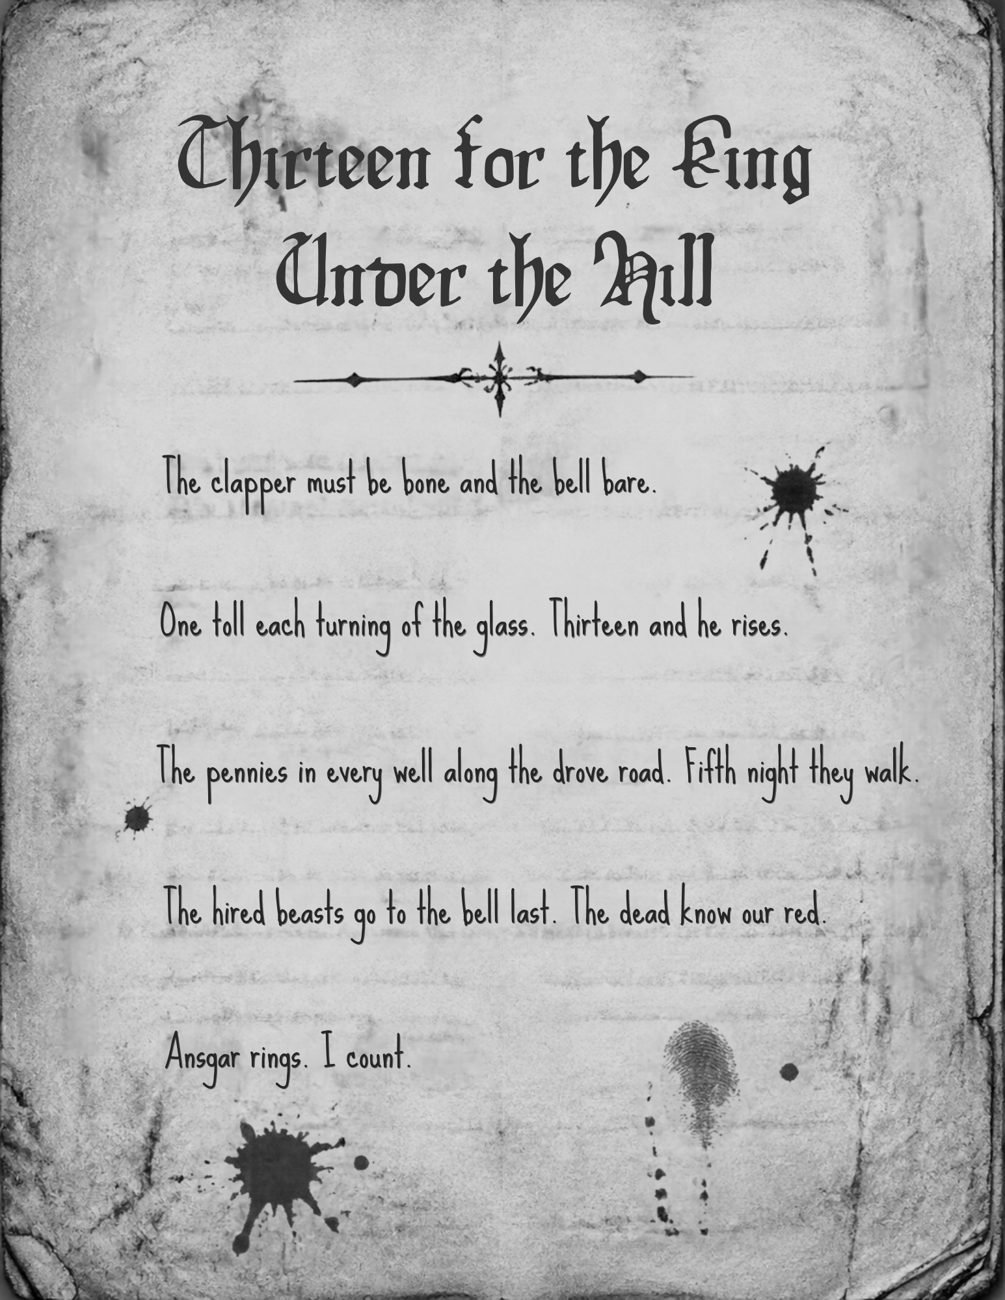 Thirteen for the King
Under the Hill
The clapper must be bone and the bell bare.
One toll each turning of the glass. Thirteen and he rises.
The pennies in every well along the drove road. Fifth night they walk.
The hired beasts go to the bell last. The dead know our red.
Ansgar rings. I count.